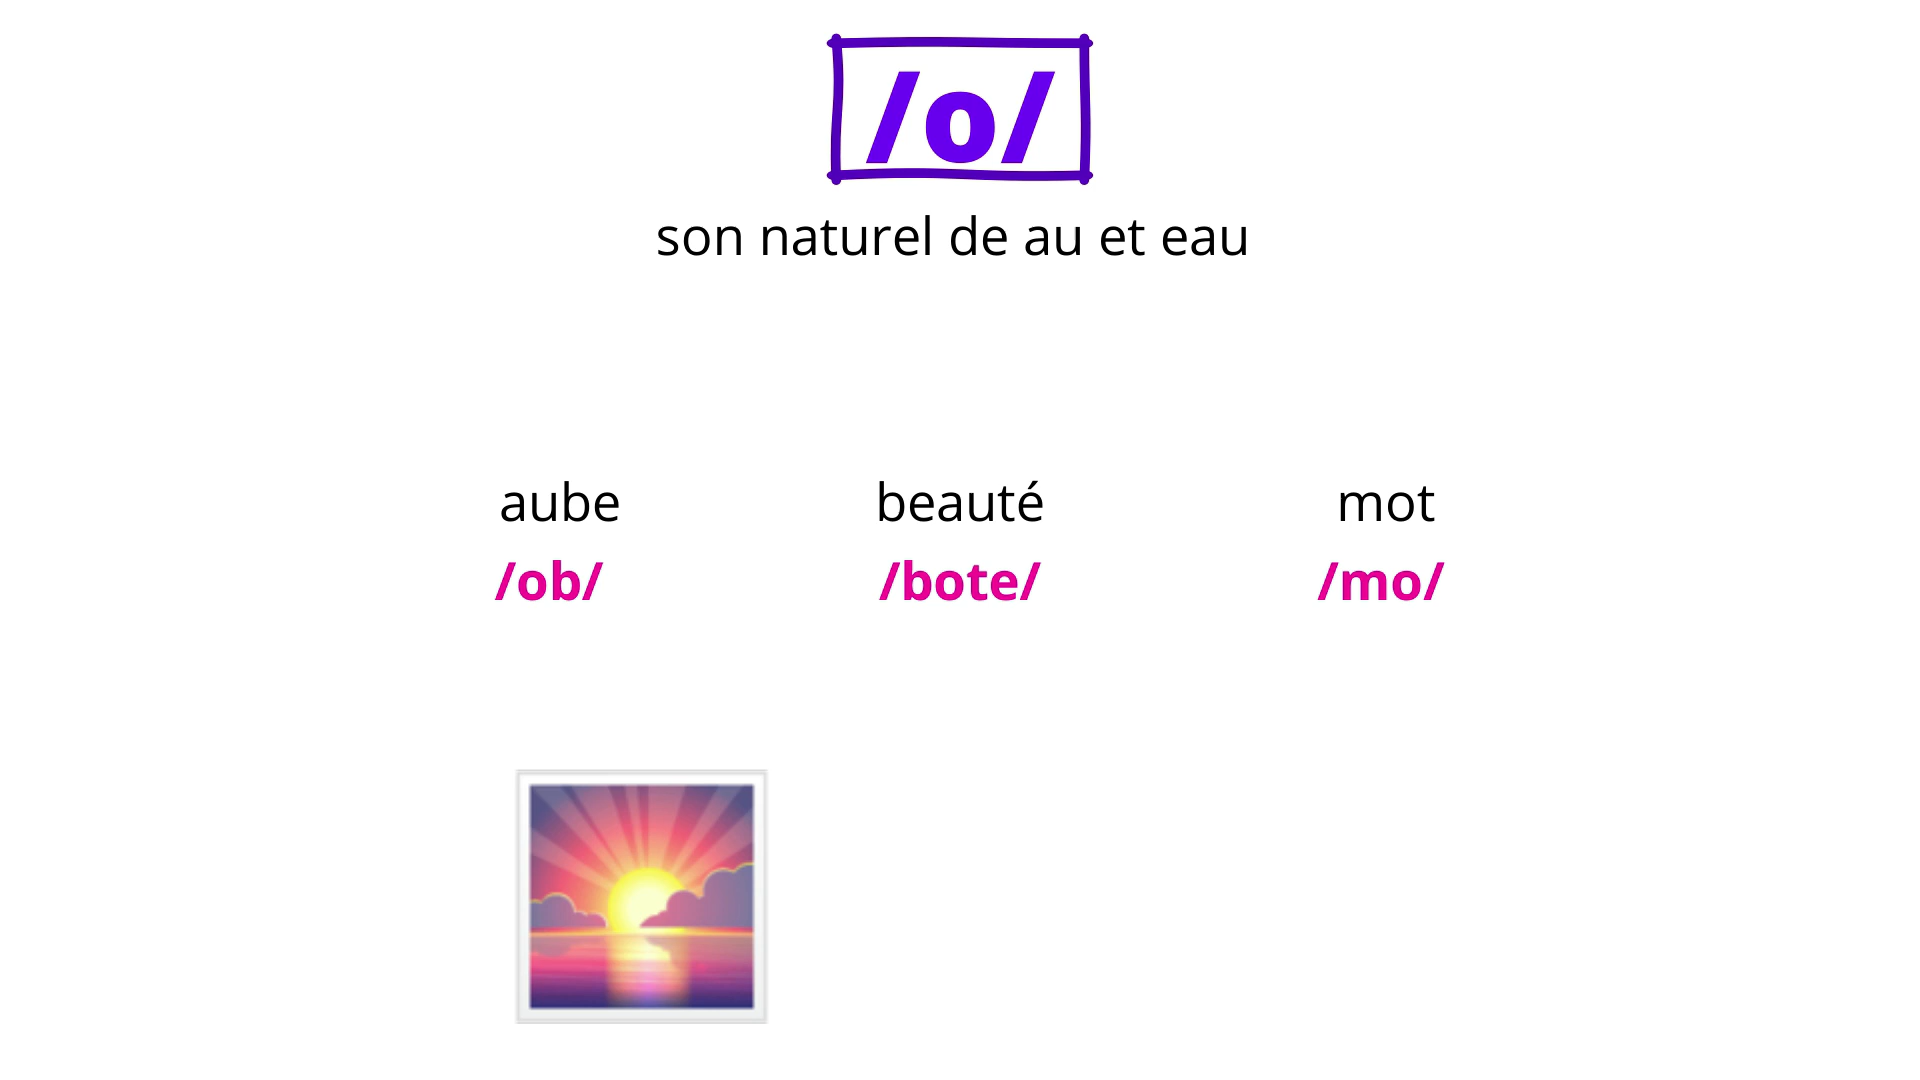 /o/
son naturel de au et eau
aube beauté mot
/ob/ /bote/ /mo/